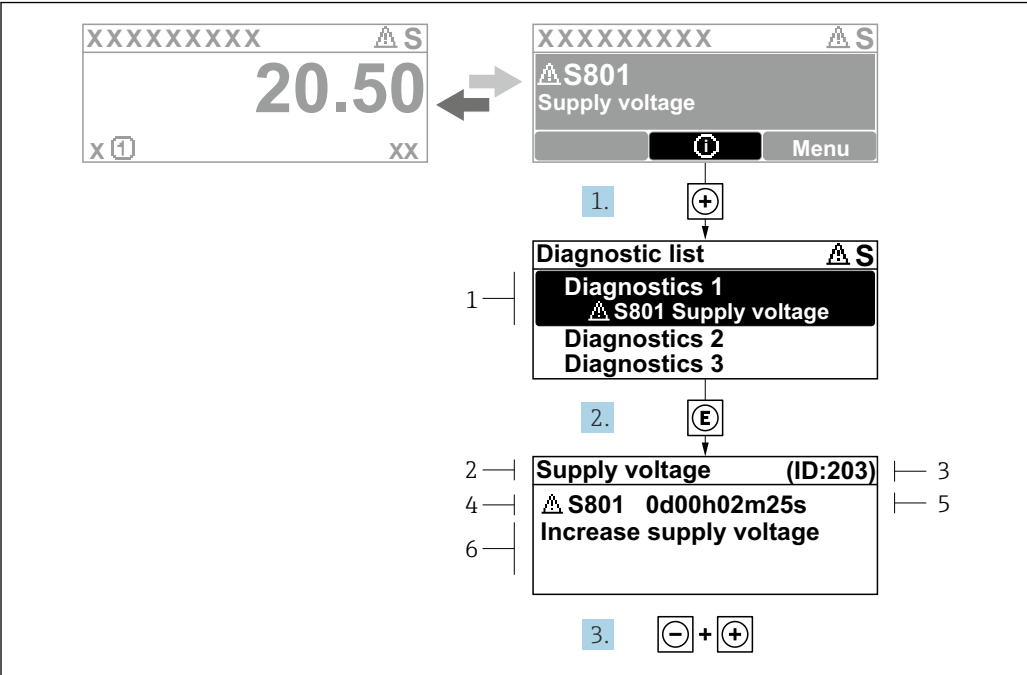 XXXXXXXXX ⚠ S
20.50
X ① XX
XXXXXXXXX ⚠ S
⚠ S801
Supply voltage
ⓘ Menu
1. +
Diagnostic list ⚠ S
1
Diagnostics 1
⚠ S801 Supply voltage
Diagnostics 2
Diagnostics 3
2. E
2 Supply voltage (ID:203) 3
4 ⚠ S801 0d00h02m25s 5
6 Increase supply voltage
3. − + +